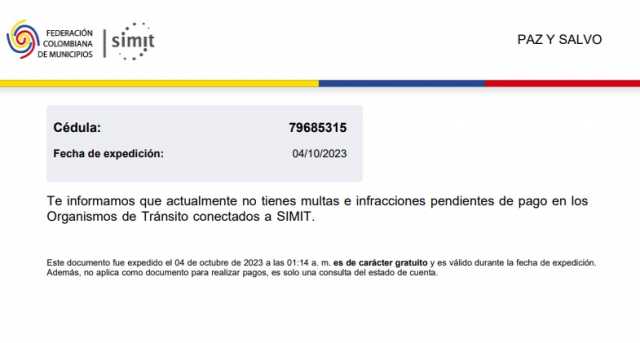 FEDERACIÓN
COLOMBIANA
DE MUNICIPIOS
simit
PAZ Y SALVO
Cédula: 79685315
Fecha de expedición: 04/10/2023
Te informamos que actualmente no tienes multas e infracciones pendientes de pago en los
Organismos de Tránsito conectados a SIMIT.
Este documento fue expedido el 04 de octubre de 2023 a las 01:14 a. m. es de carácter gratuito y es válido durante la fecha de expedición.
Además, no aplica como documento para realizar pagos, es solo una consulta del estado de cuenta.